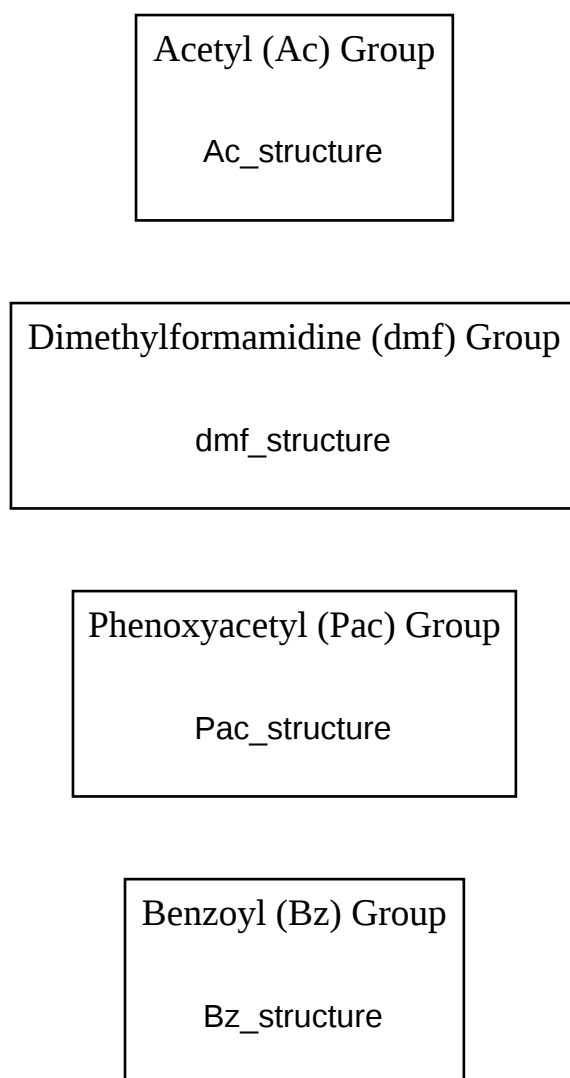 Acetyl (Ac) Group
Ac_structure
Dimethylformamidine (dmf) Group
dmf_structure
Phenoxyacetyl (Pac) Group
Pac_structure
Benzoyl (Bz) Group
Bz_structure